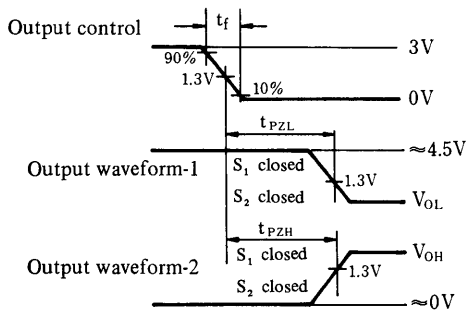 Output control
t_f
3V
90%
1.3V
10%
0V
t_PZL
≈4.5V
Output waveform-1
S₁ closed
1.3V
S₂ closed
V_OL
t_PZH
S₁ closed
V_OH
Output waveform-2
1.3V
S₂ closed
≈0V